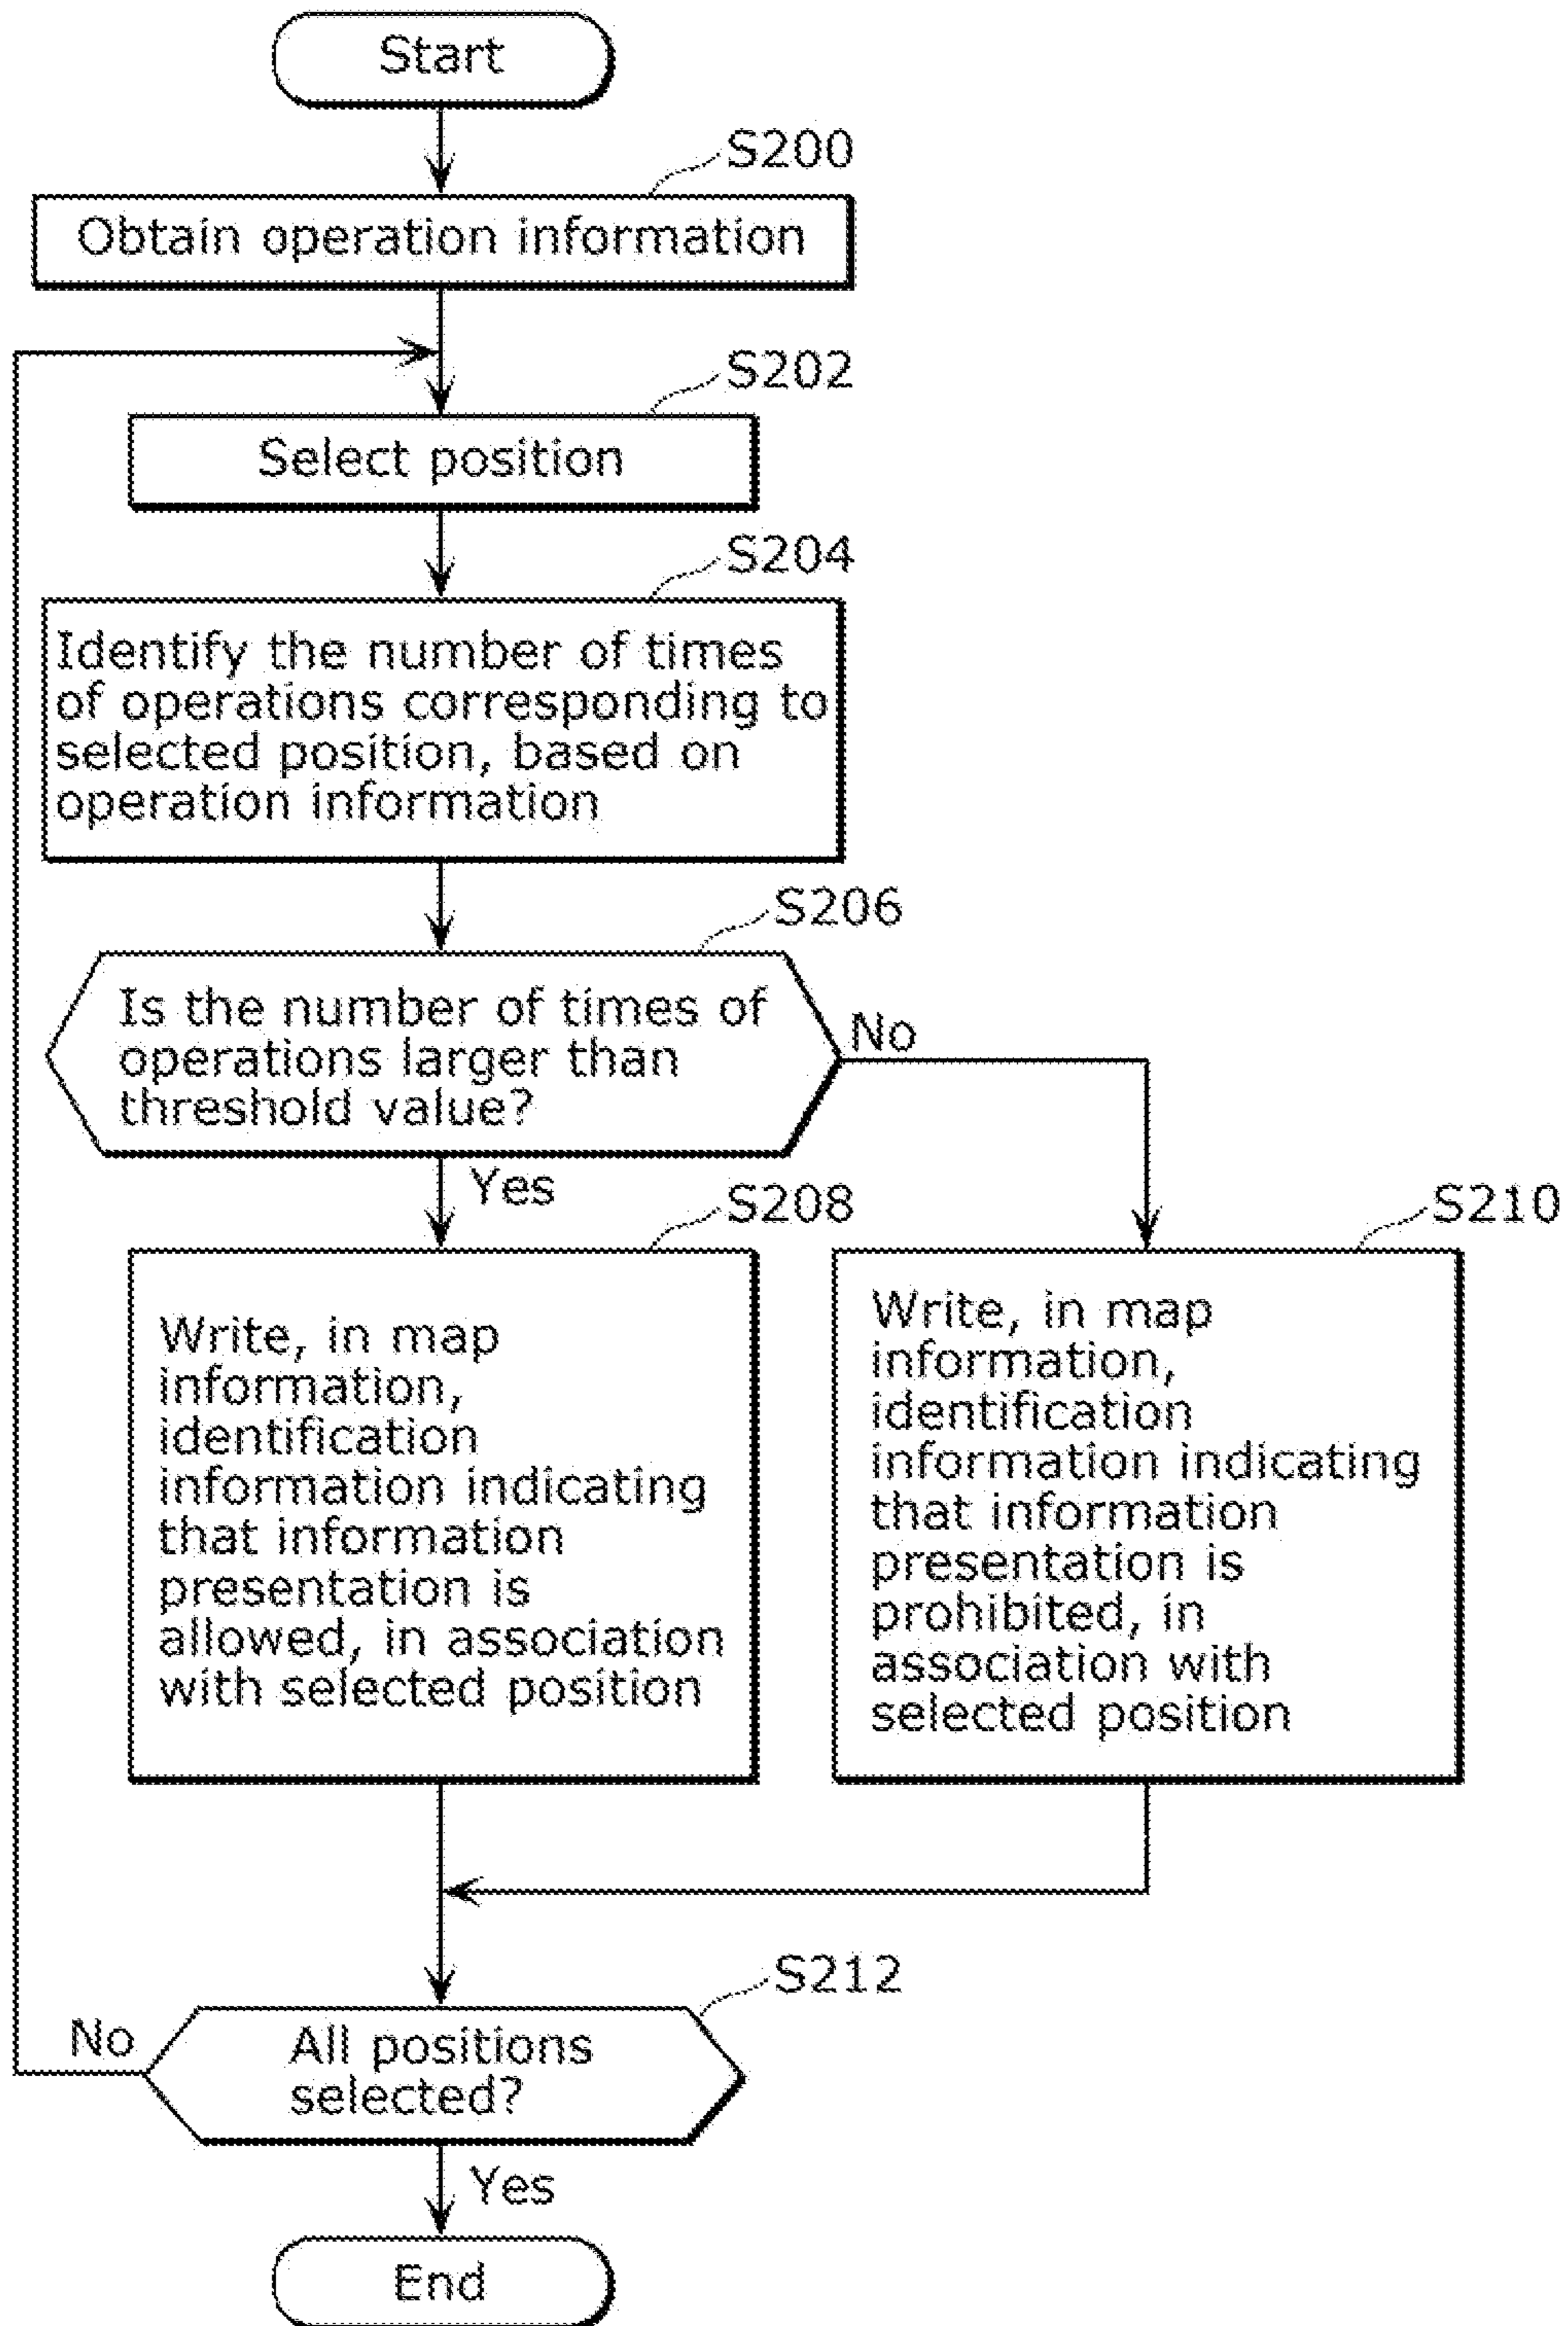 Start
S200
Obtain operation information
S202
Select position
S204
Identify the number of times
of operations corresponding to
selected position, based on
operation information
S206
Is the number of times of
operations larger than
threshold value?
No
Yes
S208
Write, in map
information,
identification
information indicating
that information
presentation is
allowed, in association
with selected position
S210
Write, in map
information,
identification
information indicating
that information
presentation is
prohibited, in
association with
selected position
S212
No
All positions
selected?
Yes
End